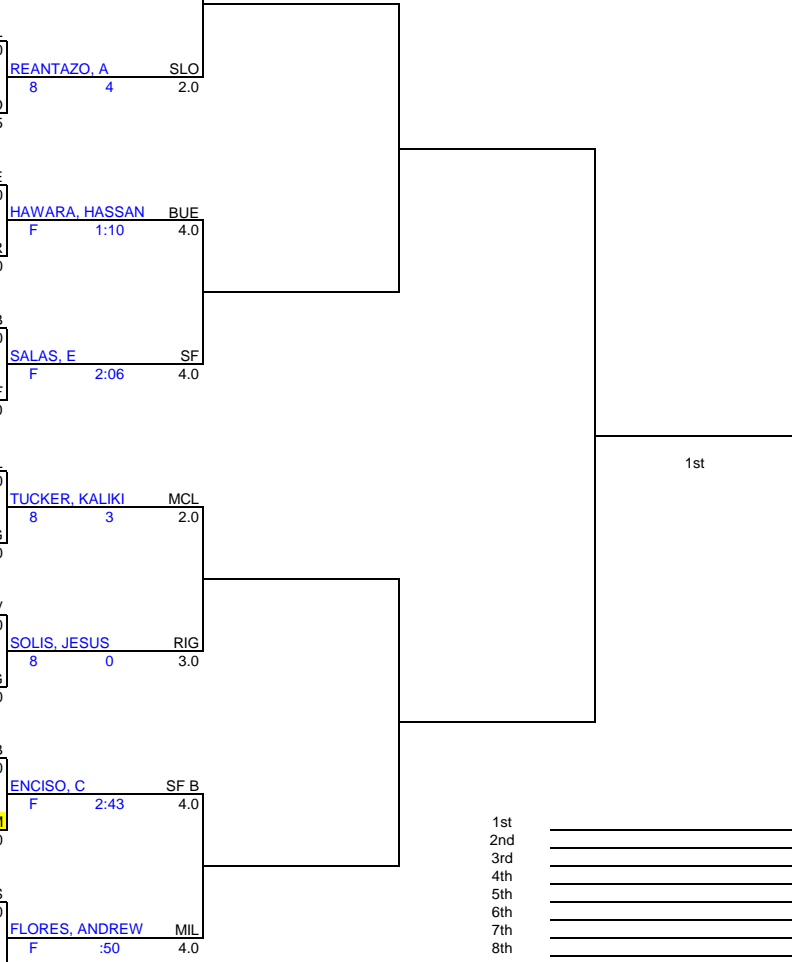 REANTAZO, A SLO
8 4 2.0
HAWARA, HASSAN BUE
F 1:10 4.0
SALAS, E SF
F 2:06 4.0
1st
TUCKER, KALIKI MCL
8 3 2.0
SOLIS, JESUS RIG
8 0 3.0
ENCISO, C SF B
F 2:43 4.0
FLORES, ANDREW MIL
F :50 4.0
1st
2nd
3rd
4th
5th
6th
7th
8th